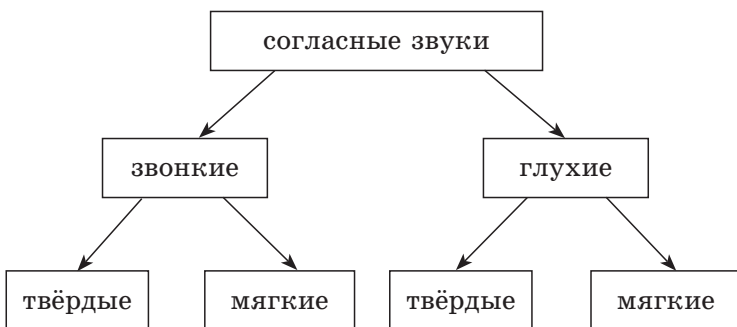 согласные звуки
звонкие
глухие
твёрдые
мягкие
твёрдые
мягкие